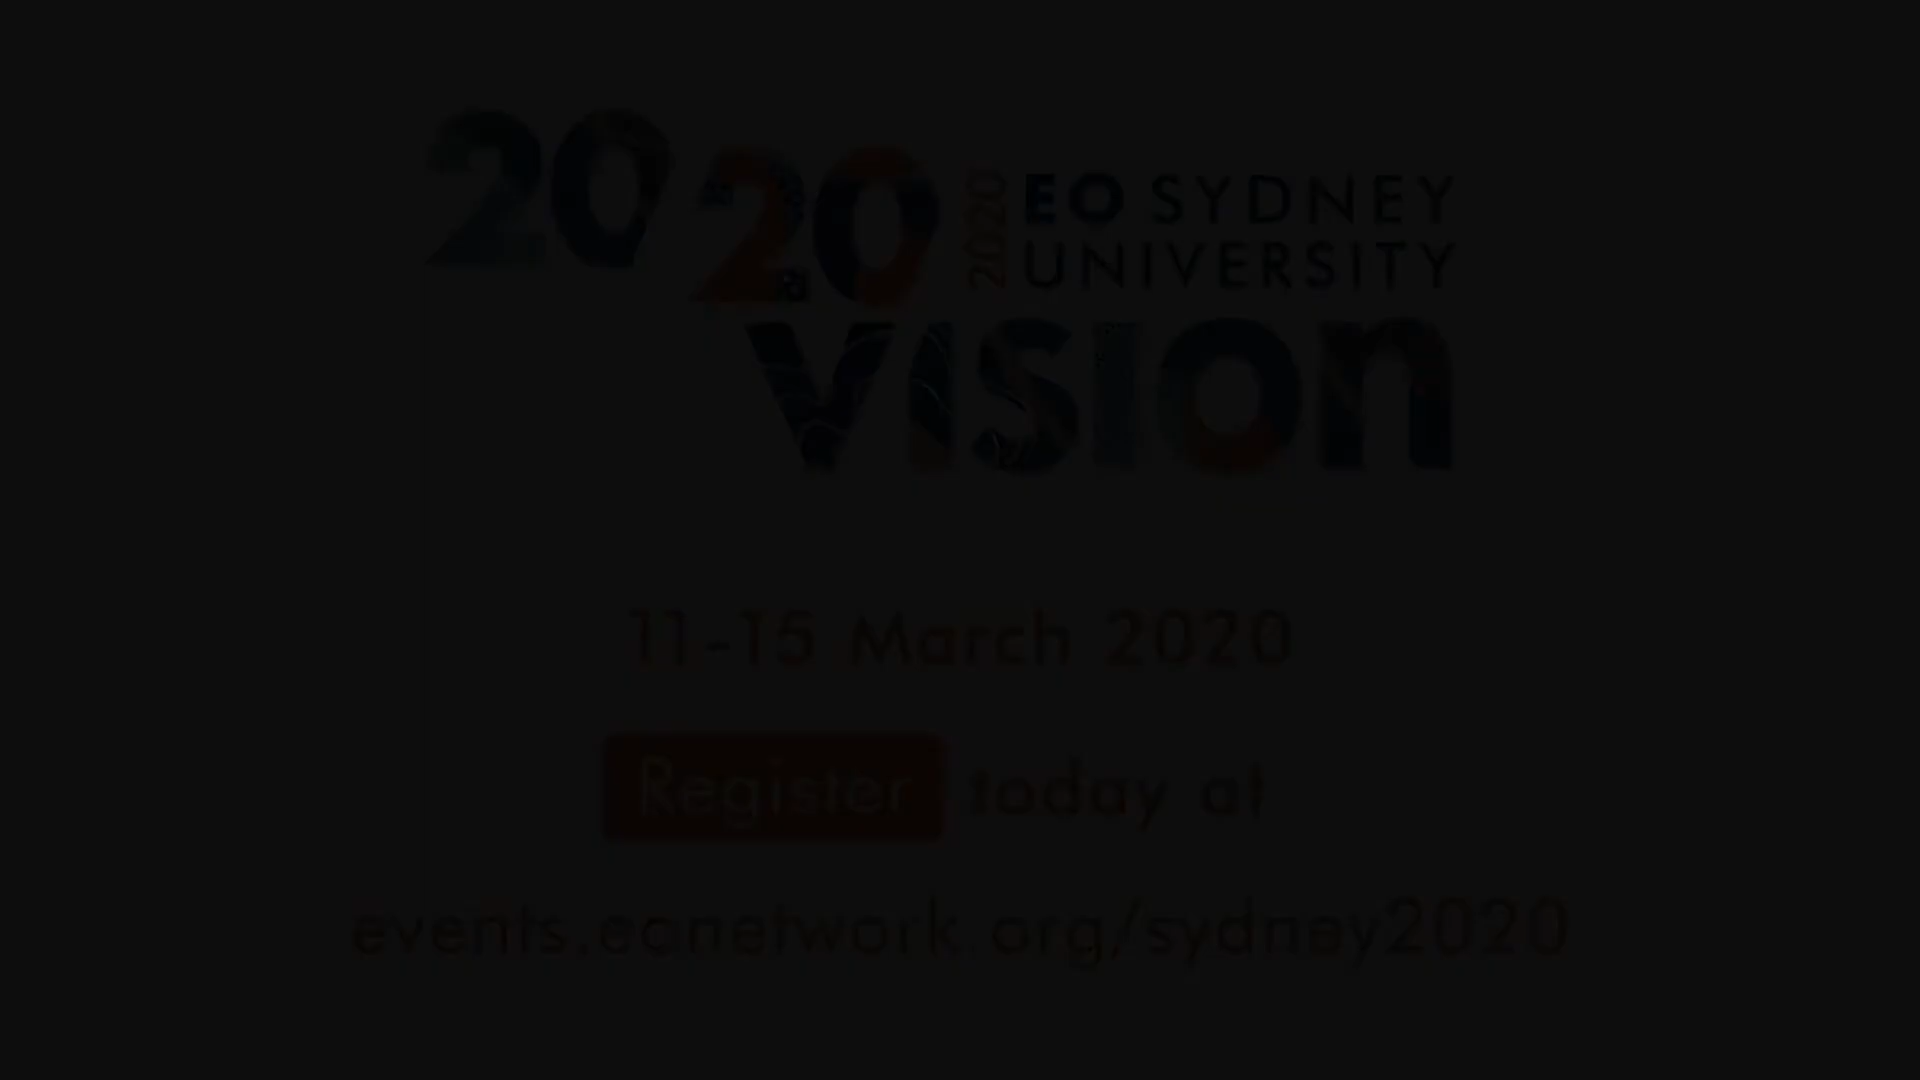 2020
2020 EO SYDNEY
UNIVERSITY
VISION
11-15 March 2020
Register today at
events.eonetwork.org/sydney2020